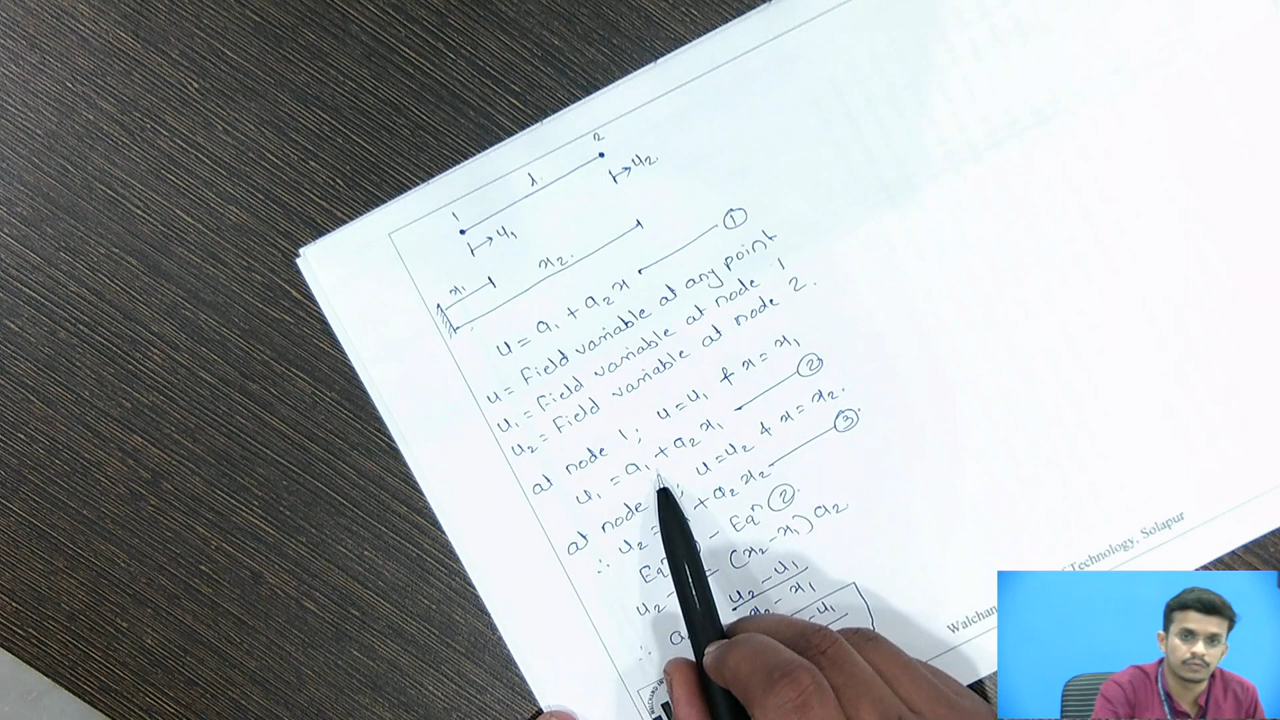 1
2
l
u₁
u₂
x₁
x₂
u = a₁ + a₂x ①
u = Field variable at any point
u₁ = Field variable at node 1
u₂ = Field variable at node 2.
at node 1; u = u₁ & x = x₁
u₁ = a₁ + a₂x₁ ②
at node ; u = u₂ & x = x₂.
∴ u₂ = + a₂x₂ ③
Eqⁿ - Eqⁿ ②.
u₂ - = (x₂ - x₁) a₂
u₂ - u₁
x₂ - x₁
∴ - u₁
Technology, Solapur